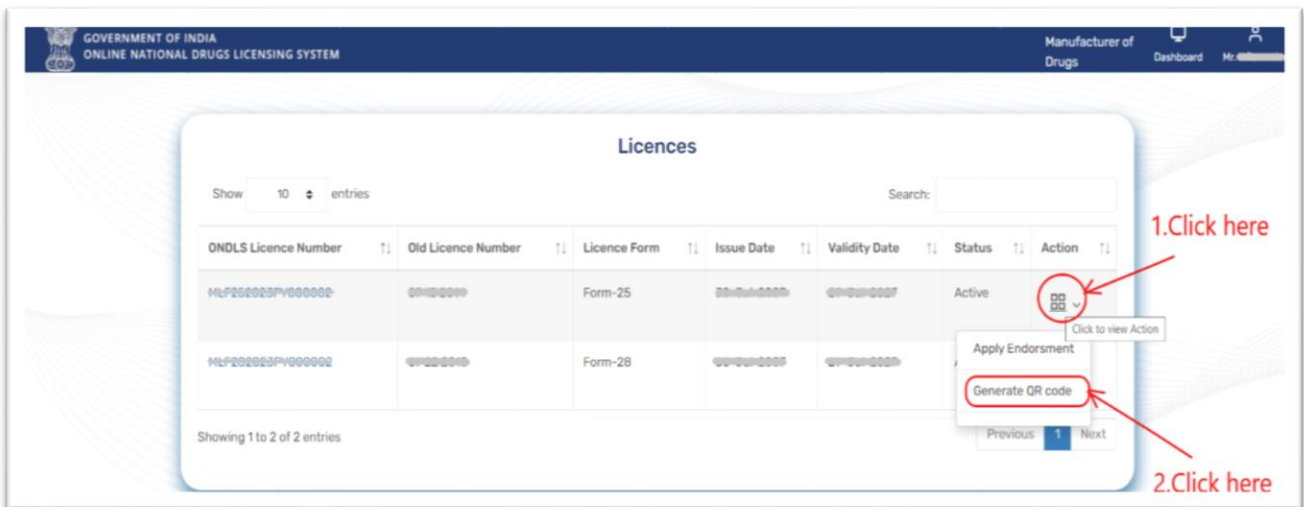 GOVERNMENT OF INDIA
ONLINE NATIONAL DRUGS LICENSING SYSTEM
Manufacturer of
Drugs
Dashboard
Mr.
Licences
Show 10 entries
Search:
ONDLS Licence Number Old Licence Number Licence Form Issue Date Validity Date Status Action
1.Click here
Form-25 Active
Click to view Action
Apply Endorsment
Form-28
Generate QR code
Showing 1 to 2 of 2 entries
Previous 1 Next
2.Click here